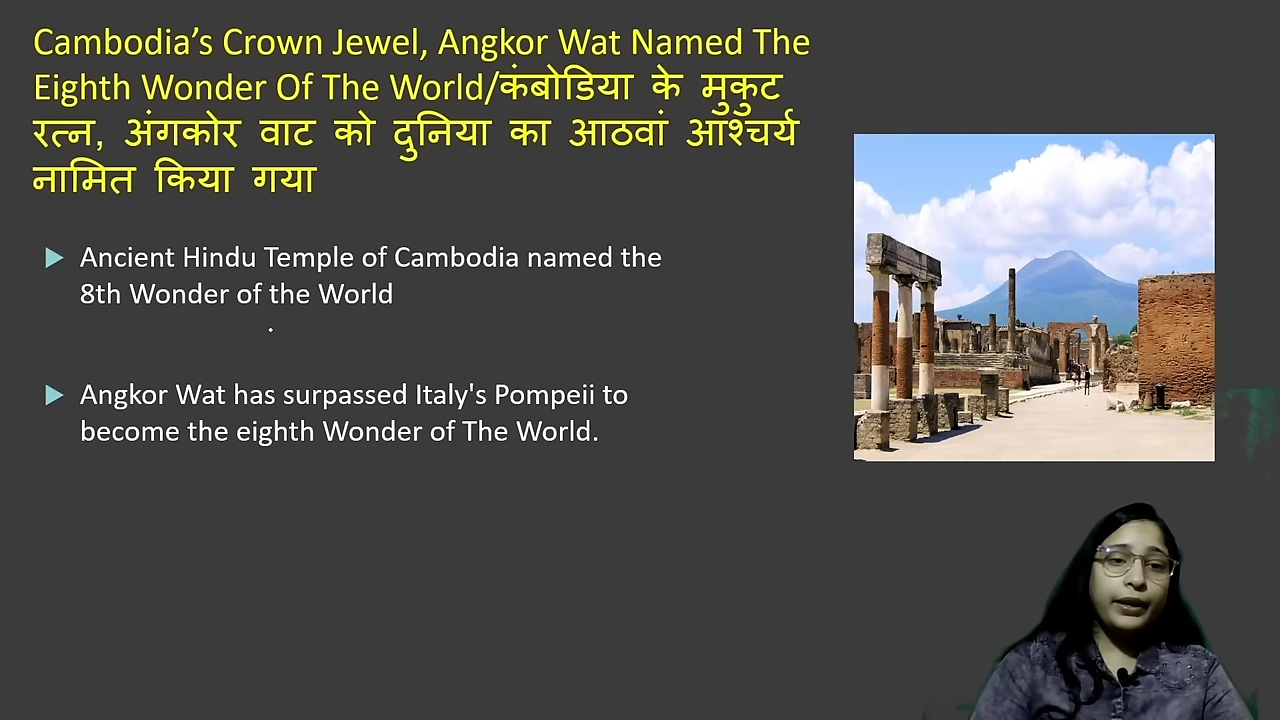 Cambodia’s Crown Jewel, Angkor Wat Named The
Eighth Wonder Of The World/कंबोडिया के मुकुट
रत्न, अंगकोर वाट को दुनिया का आठवां आश्चर्य
नामित किया गया
Ancient Hindu Temple of Cambodia named the
8th Wonder of the World
Angkor Wat has surpassed Italy's Pompeii to
become the eighth Wonder of The World.